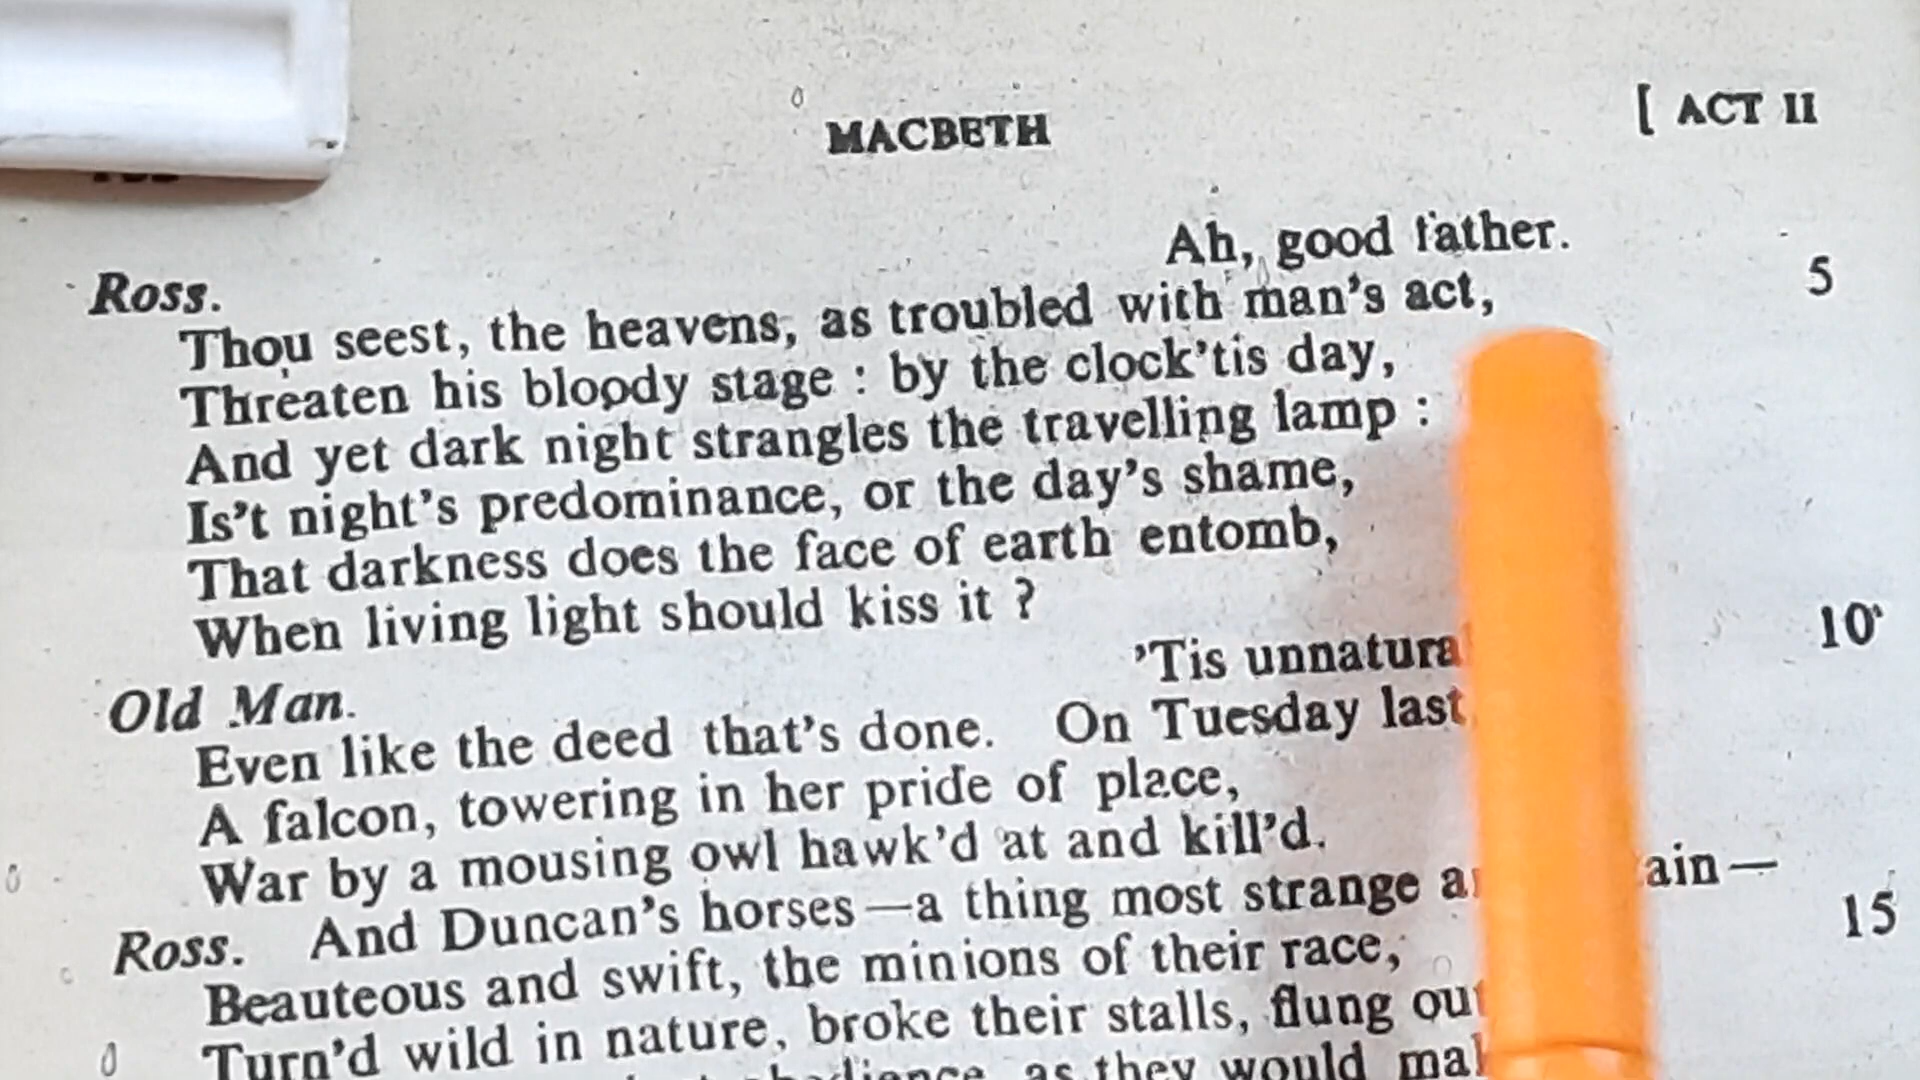 MACBETH
[ ACT II
Ross. Ah, good father.
Thou seest, the heavens, as troubled with man's act, 5
Threaten his bloody stage : by the clock'tis day,
And yet dark night strangles the travelling lamp :
Is't night's predominance, or the day's shame,
That darkness does the face of earth entomb,
When living light should kiss it ?
Old Man. 'Tis 10
Even like the deed that's done. On Tuesday last
A falcon, towering in her pride of place,
War by a mousing owl hawk'd at and kill'd.
Ross. And Duncan's horses—a thing most strange
Beauteous and swift, the minions of their race, 15
Turn'd wild in nature, broke their stalls, flung
as they would